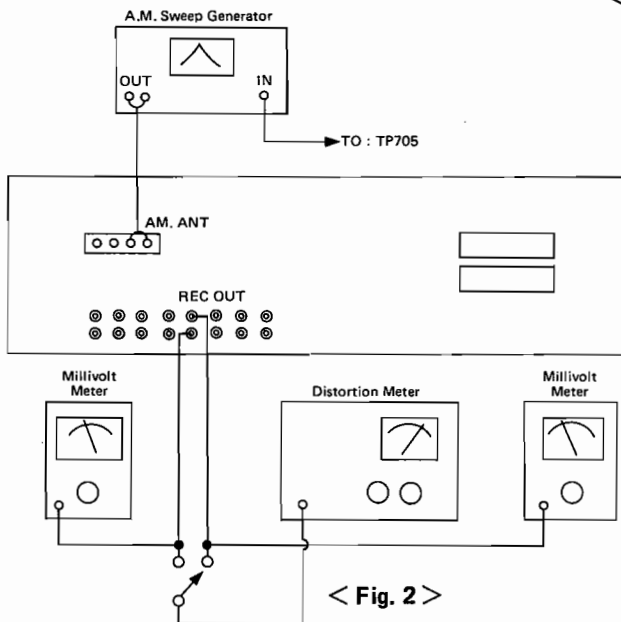 A.M. Sweep Generator
OUT
IN
TO : TP705
AM. ANT
REC OUT
Millivolt
Meter
Distortion Meter
Millivolt
Meter
< Fig. 2 >